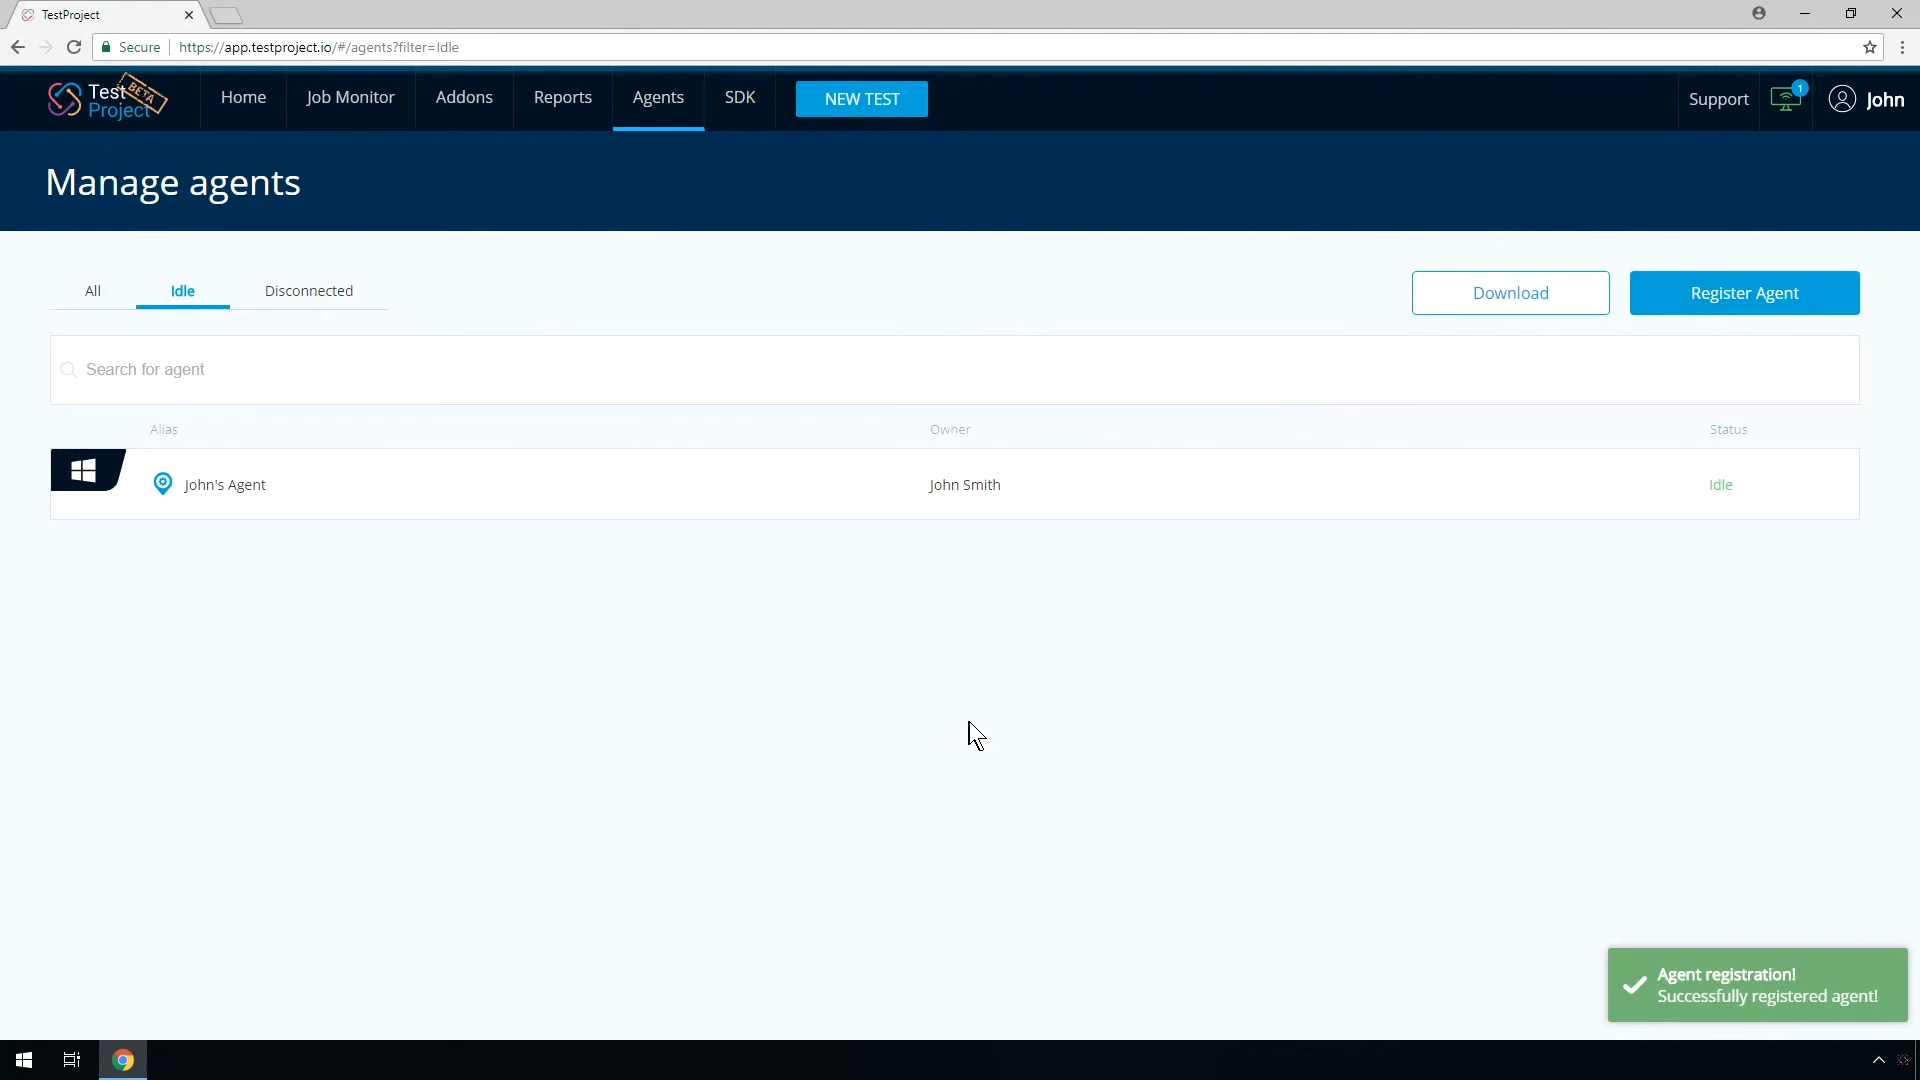 TestProject
Secure https://app.testproject.io/#/agents?filter=Idle
Test
Project
BETA
Home
Job Monitor
Addons
Reports
Agents
SDK
NEW TEST
Support
1
John
Manage agents
All
Idle
Disconnected
Download
Register Agent
Search for agent
Alias
Owner
Status
John's Agent
John Smith
Idle
Agent registration!
Successfully registered agent!